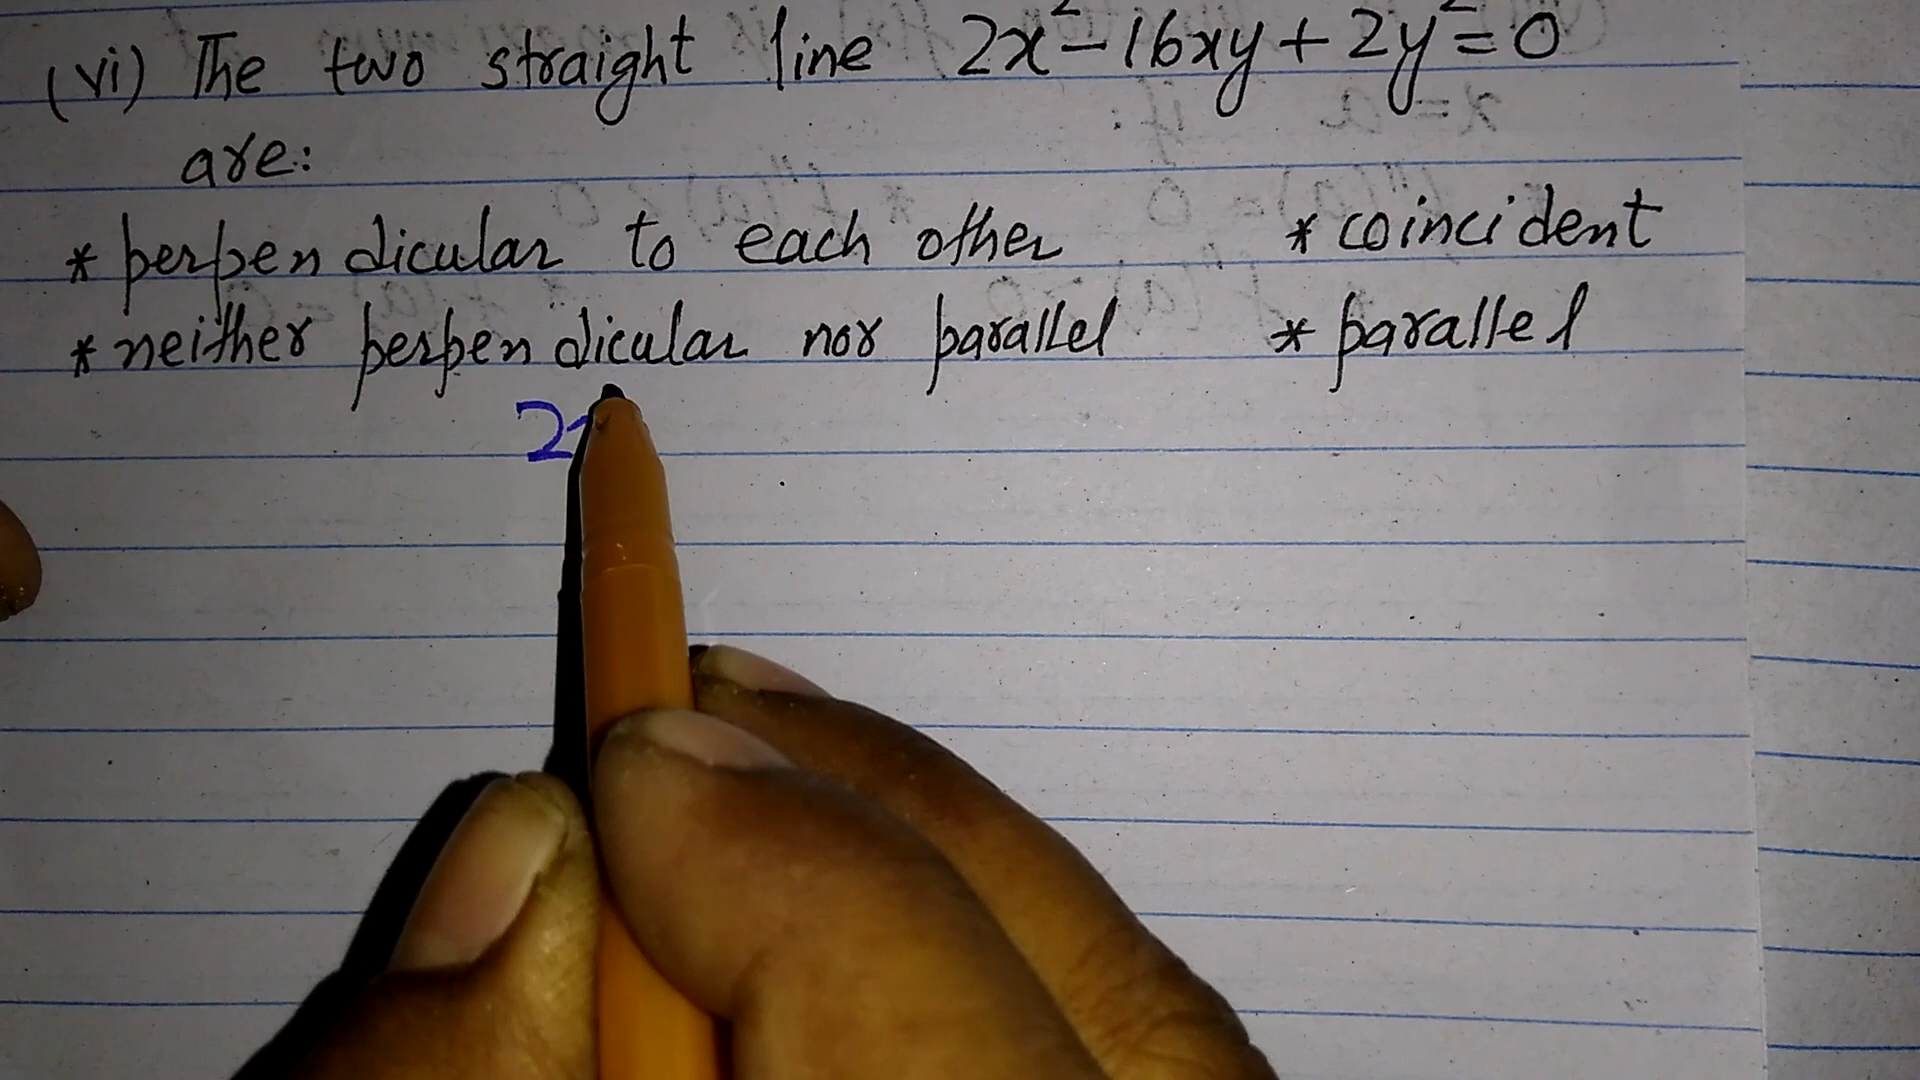 (vi) The two straight line 2x² - 16xy + 2y² = 0
are:
* perpendicular to each other * coincident
* neither perpendicular nor parallel * parallel
2